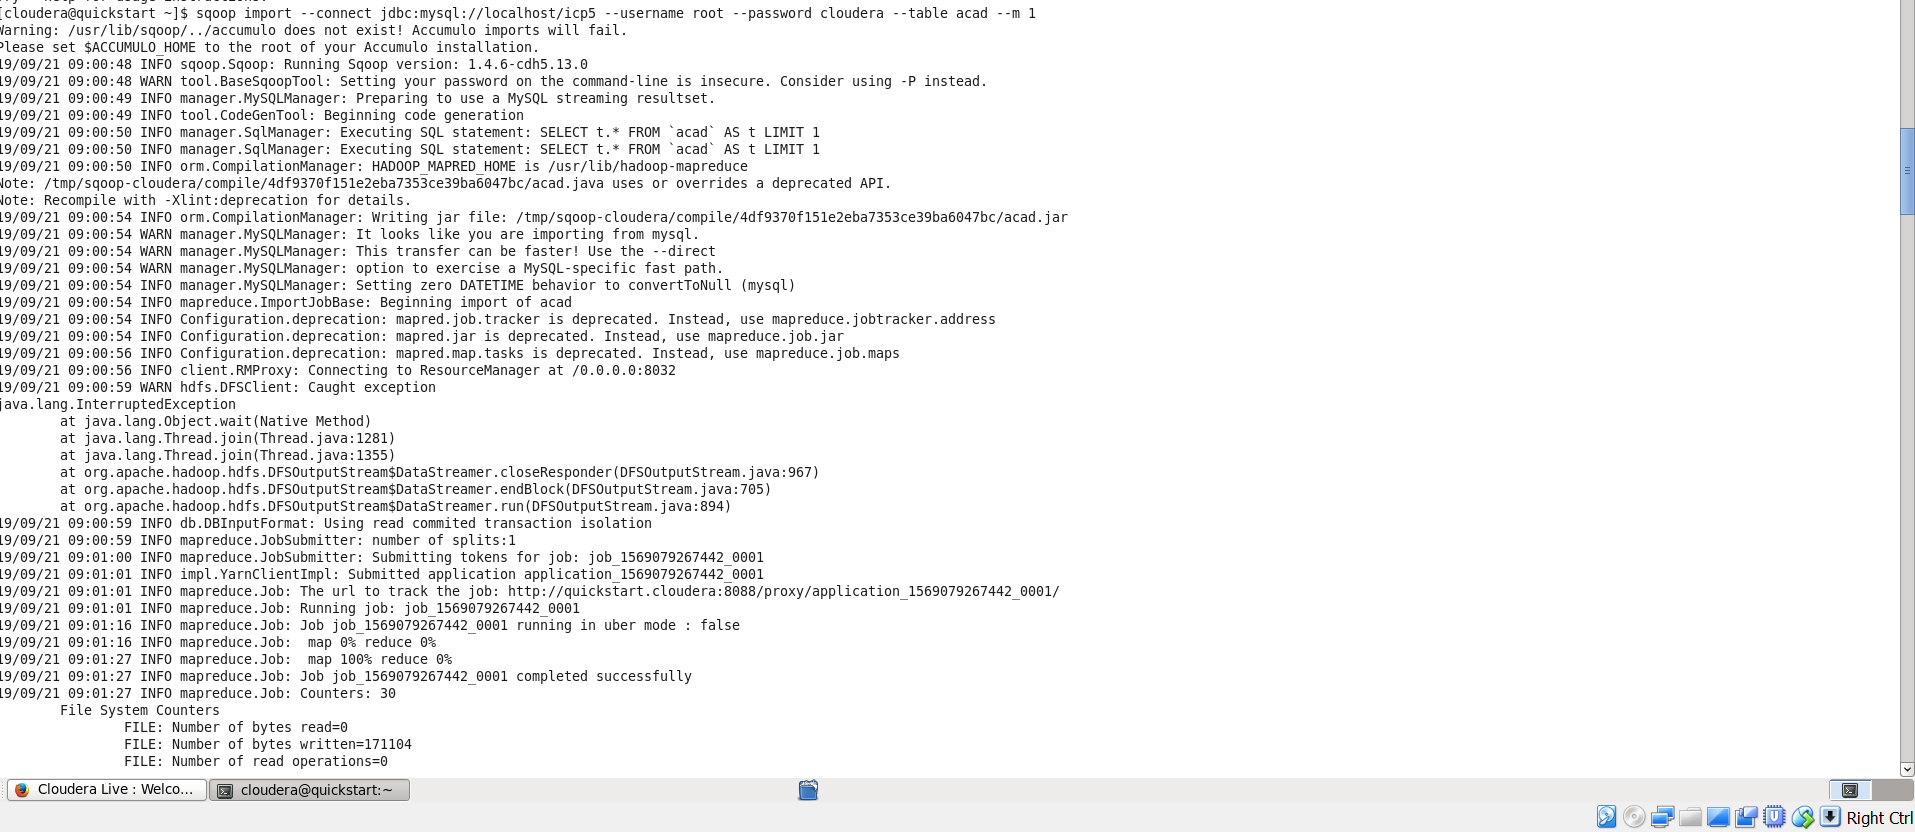 [cloudera@quickstart ~]$ sqoop import --connect jdbc:mysql://localhost/icp5 --username root --password cloudera --table acad --m 1
Warning: /usr/lib/sqoop/../accumulo does not exist! Accumulo imports will fail.
Please set $ACCUMULO_HOME to the root of your Accumulo installation.
19/09/21 09:00:48 INFO sqoop.Sqoop: Running Sqoop version: 1.4.6-cdh5.13.0
19/09/21 09:00:48 WARN tool.BaseSqoopTool: Setting your password on the command-line is insecure. Consider using -P instead.
19/09/21 09:00:49 INFO manager.MySQLManager: Preparing to use a MySQL streaming resultset.
19/09/21 09:00:49 INFO tool.CodeGenTool: Beginning code generation
19/09/21 09:00:50 INFO manager.SqlManager: Executing SQL statement: SELECT t.* FROM `acad` AS t LIMIT 1
19/09/21 09:00:50 INFO manager.SqlManager: Executing SQL statement: SELECT t.* FROM `acad` AS t LIMIT 1
19/09/21 09:00:50 INFO orm.CompilationManager: HADOOP_MAPRED_HOME is /usr/lib/hadoop-mapreduce
Note: /tmp/sqoop-cloudera/compile/4df9370f151e2eba7353ce39ba6047bc/acad.java uses or overrides a deprecated API.
Note: Recompile with -Xlint:deprecation for details.
19/09/21 09:00:54 INFO orm.CompilationManager: Writing jar file: /tmp/sqoop-cloudera/compile/4df9370f151e2eba7353ce39ba6047bc/acad.jar
19/09/21 09:00:54 WARN manager.MySQLManager: It looks like you are importing from mysql.
19/09/21 09:00:54 WARN manager.MySQLManager: This transfer can be faster! Use the --direct
19/09/21 09:00:54 WARN manager.MySQLManager: option to exercise a MySQL-specific fast path.
19/09/21 09:00:54 INFO manager.MySQLManager: Setting zero DATETIME behavior to convertToNull (mysql)
19/09/21 09:00:54 INFO mapreduce.ImportJobBase: Beginning import of acad
19/09/21 09:00:54 INFO Configuration.deprecation: mapred.job.tracker is deprecated. Instead, use mapreduce.jobtracker.address
19/09/21 09:00:54 INFO Configuration.deprecation: mapred.jar is deprecated. Instead, use mapreduce.job.jar
19/09/21 09:00:56 INFO Configuration.deprecation: mapred.map.tasks is deprecated. Instead, use mapreduce.job.maps
19/09/21 09:00:56 INFO client.RMProxy: Connecting to ResourceManager at /0.0.0.0:8032
19/09/21 09:00:59 WARN hdfs.DFSClient: Caught exception
java.lang.InterruptedException
at java.lang.Object.wait(Native Method)
at java.lang.Thread.join(Thread.java:1281)
at java.lang.Thread.join(Thread.java:1355)
at org.apache.hadoop.hdfs.DFSOutputStream$DataStreamer.closeResponder(DFSOutputStream.java:967)
at org.apache.hadoop.hdfs.DFSOutputStream$DataStreamer.endBlock(DFSOutputStream.java:705)
at org.apache.hadoop.hdfs.DFSOutputStream$DataStreamer.run(DFSOutputStream.java:894)
19/09/21 09:00:59 INFO db.DBInputFormat: Using read commited transaction isolation
19/09/21 09:00:59 INFO mapreduce.JobSubmitter: number of splits:1
19/09/21 09:01:00 INFO mapreduce.JobSubmitter: Submitting tokens for job: job_1569079267442_0001
19/09/21 09:01:01 INFO impl.YarnClientImpl: Submitted application application_1569079267442_0001
19/09/21 09:01:01 INFO mapreduce.Job: The url to track the job: http://quickstart.cloudera:8088/proxy/application_1569079267442_0001/
19/09/21 09:01:01 INFO mapreduce.Job: Running job: job_1569079267442_0001
19/09/21 09:01:16 INFO mapreduce.Job: Job job_1569079267442_0001 running in uber mode : false
19/09/21 09:01:16 INFO mapreduce.Job:  map 0% reduce 0%
19/09/21 09:01:27 INFO mapreduce.Job:  map 100% reduce 0%
19/09/21 09:01:27 INFO mapreduce.Job: Job job_1569079267442_0001 completed successfully
19/09/21 09:01:27 INFO mapreduce.Job: Counters: 30
File System Counters
FILE: Number of bytes read=0
FILE: Number of bytes written=171104
FILE: Number of read operations=0
Cloudera Live : Welco...
cloudera@quickstart:~
Right Ctrl